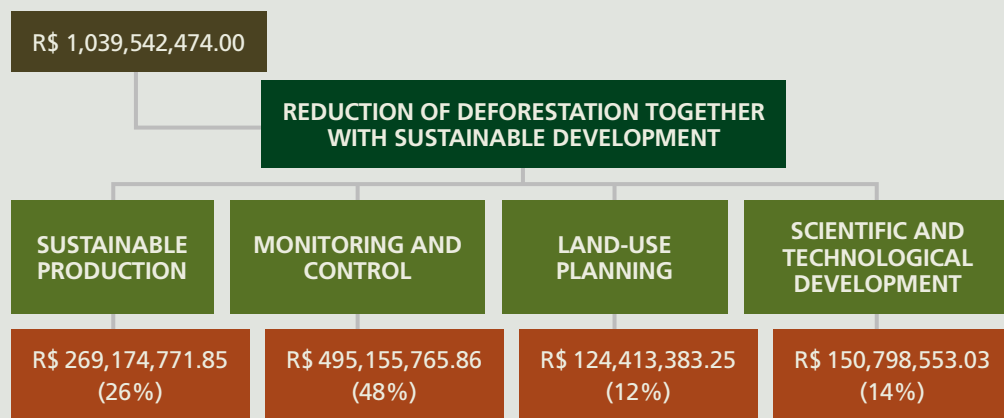 R$ 1,039,542,474.00
REDUCTION OF DEFORESTATION TOGETHER
WITH SUSTAINABLE DEVELOPMENT
SUSTAINABLE
PRODUCTION
MONITORING AND
CONTROL
LAND-USE
PLANNING
SCIENTIFIC AND
TECHNOLOGICAL
DEVELOPMENT
R$ 269,174,771.85
(26%)
R$ 495,155,765.86
(48%)
R$ 124,413,383.25
(12%)
R$ 150,798,553.03
(14%)